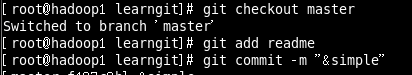 [ root@hadoop1 learngit]# git checkout master
Switched to branch 'master'
[ root@hadoop1 learngit]# git add readme
[ root@hadoop1 learngit]# git commit -m "&simple"